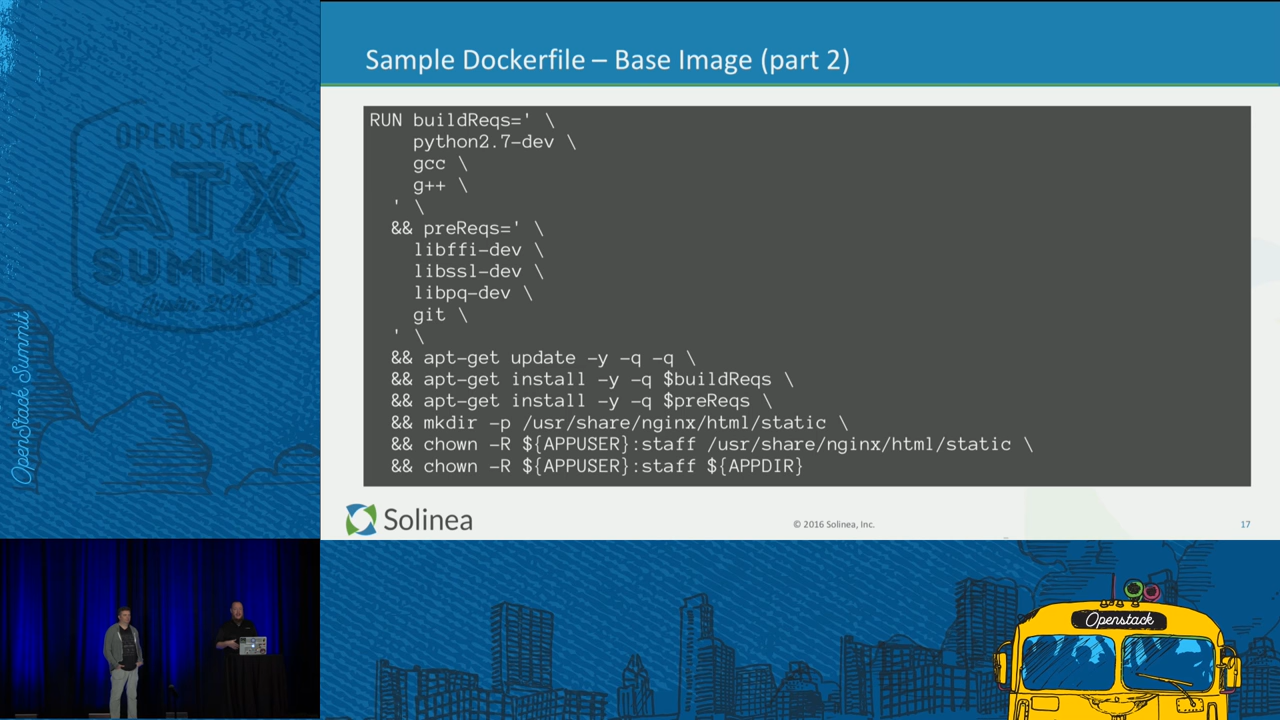 OPENSTACK
ATX
SUMMIT
Austin 2016
OpenStack Summit
Sample Dockerfile – Base Image (part 2)
RUN buildReqs=' \
python2.7-dev \
gcc \
g++ \
' \
&& preReqs=' \
libffi-dev \
libssl-dev \
libpq-dev \
git \
' \
&& apt-get update -y -q -q \
&& apt-get install -y -q $buildReqs \
&& apt-get install -y -q $preReqs \
&& mkdir -p /usr/share/nginx/html/static \
&& chown -R ${APPUSER}:staff /usr/share/nginx/html/static \
&& chown -R ${APPUSER}:staff ${APPDIR}
Solinea
© 2016 Solinea, Inc.
17
Openstack